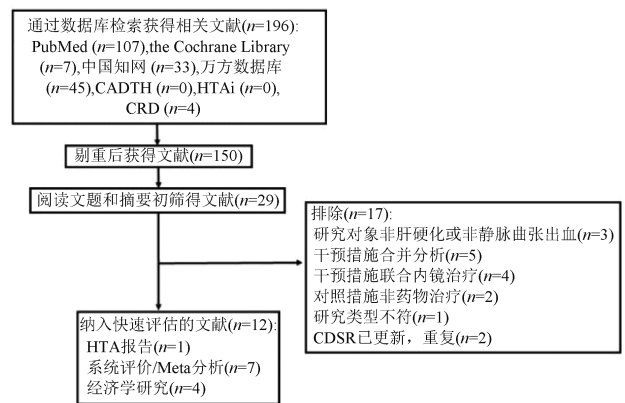 通过数据库检索获得相关文献(n=196):
PubMed (n=107),the Cochrane Library
(n=7),中国知网(n=33),万方数据库
(n=45),CADTH (n=0),HTAi (n=0),
CRD (n=4)
剔重后获得文献(n=150)
阅读文题和摘要初筛得文献(n=29)
排除(n=17):
研究对象非肝硬化或非静脉曲张出血(n=3)
干预措施合并分析(n=5)
干预措施联合内镜治疗(n=4)
对照措施非药物治疗(n=2)
研究类型不符(n=1)
CDSR已更新，重复(n=2)
纳入快速评估的文献(n=12):
HTA报告(n=1)
系统评价/Meta分析(n=7)
经济学研究(n=4)